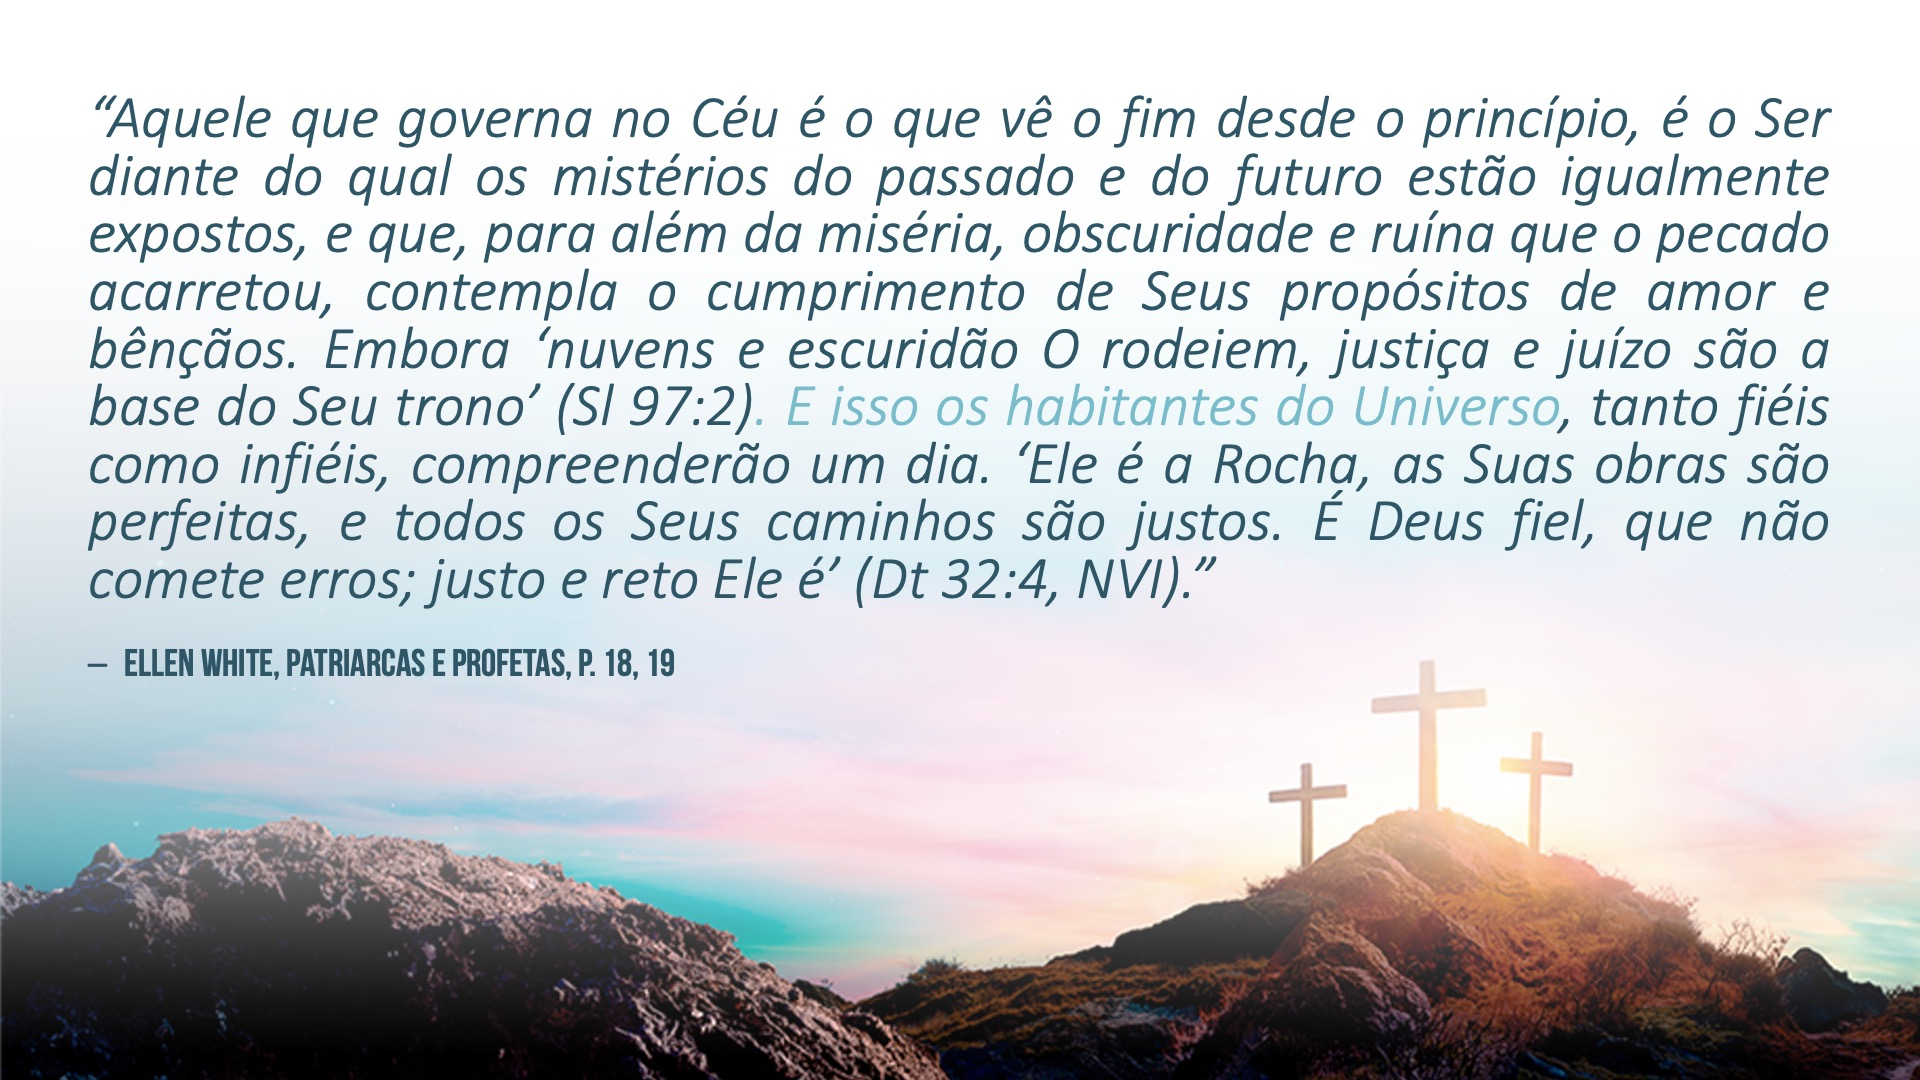 “Aquele que governa no Céu é o que vê o fim desde o princípio, é o Ser
diante do qual os mistérios do passado e do futuro estão igualmente
expostos, e que, para além da miséria, obscuridade e ruína que o pecado
acarretou, contempla o cumprimento de Seus propósitos de amor e
bênçãos. Embora ‘nuvens e escuridão O rodeiem, justiça e juízo são a
base do Seu trono’ (Sl 97:2). E isso os habitantes do Universo, tanto fiéis
como infiéis, compreenderão um dia. ‘Ele é a Rocha, as Suas obras são
perfeitas, e todos os Seus caminhos são justos. É Deus fiel, que não
comete erros; justo e reto Ele é’ (Dt 32:4, NVI).”
– ELLEN WHITE, PATRIARCAS E PROFETAS, P. 18, 19